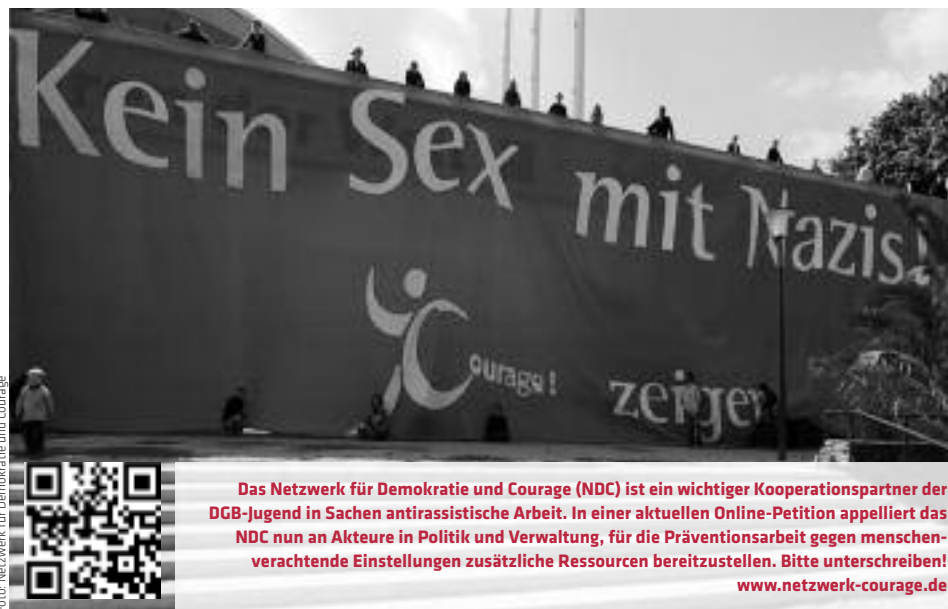 Kein Sex mit Nazis!
Courage!
zeigen
Foto: Netzwerk für Demokratie und Courage
Das Netzwerk für Demokratie und Courage (NDC) ist ein wichtiger Kooperationspartner der
DGB-Jugend in Sachen antirassistische Arbeit. In einer aktuellen Online-Petition appelliert das
NDC nun an Akteure in Politik und Verwaltung, für die Präventionsarbeit gegen menschen-
verachtende Einstellungen zusätzliche Ressourcen bereitzustellen. Bitte unterschreiben!
www.netzwerk-courage.de